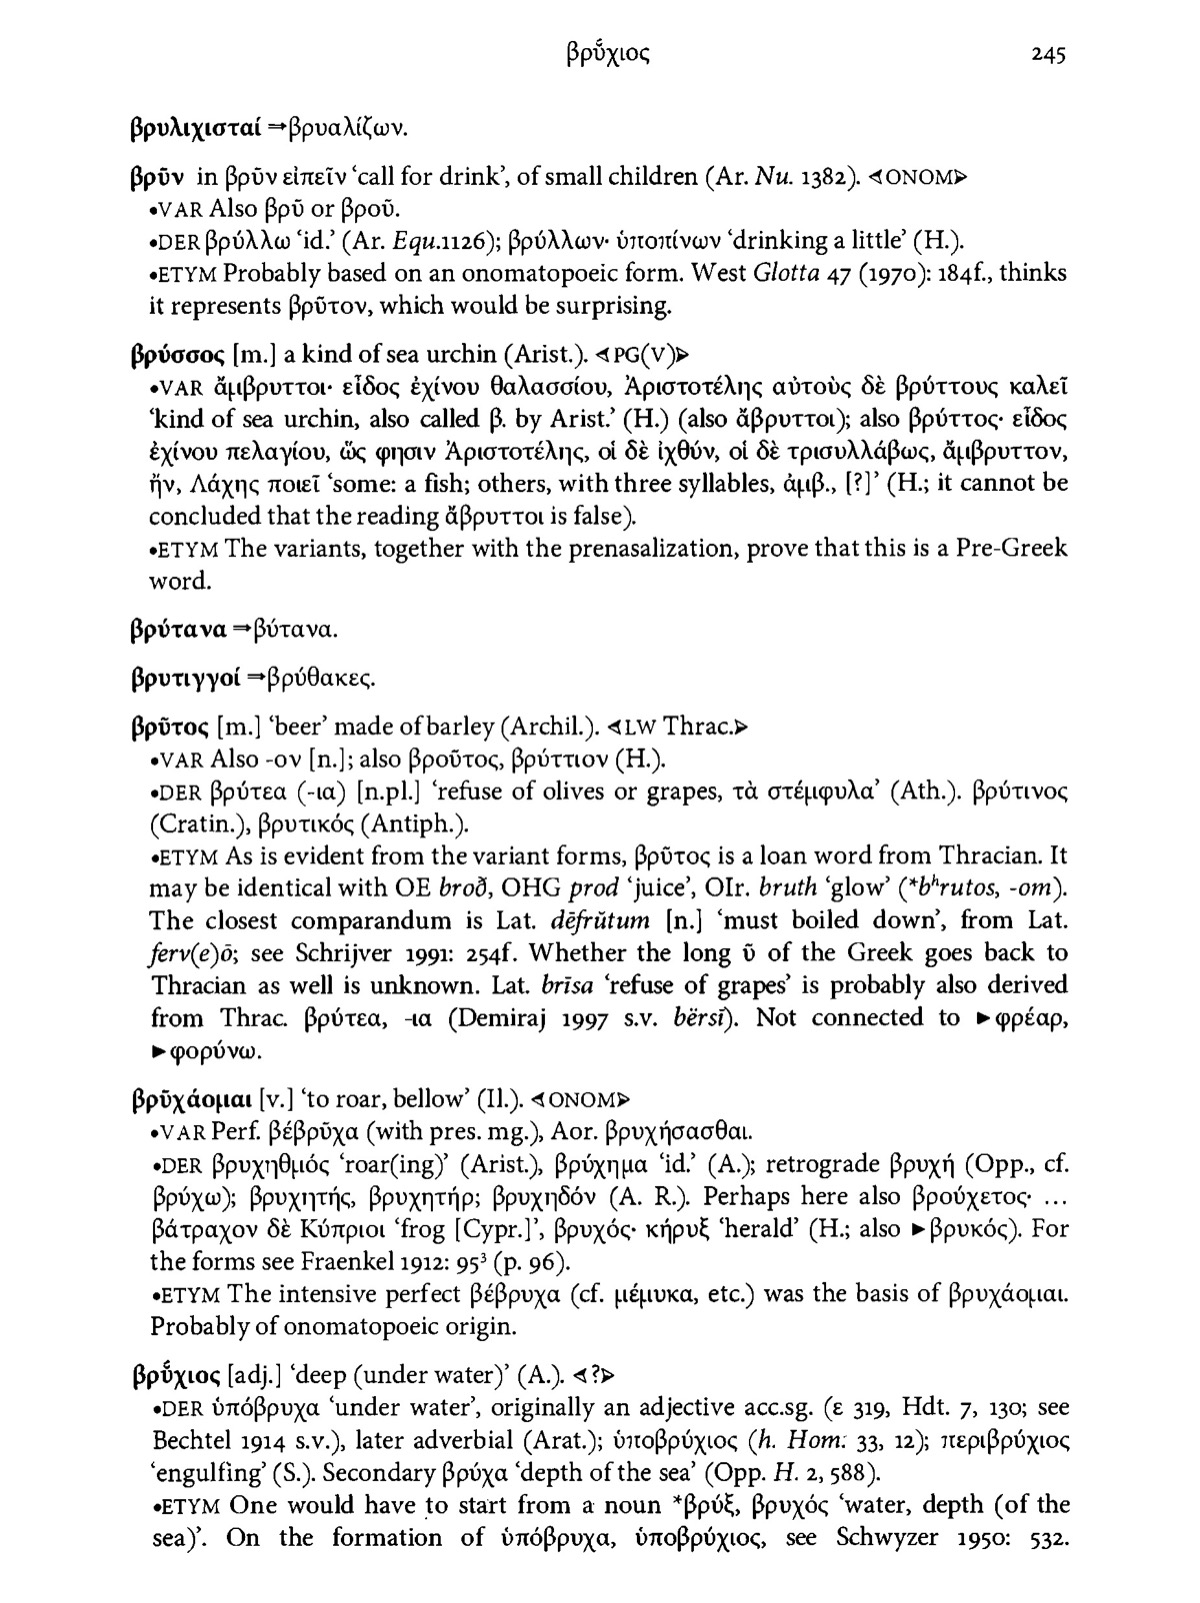 βρύ̄χιος 245
βρυλιχισταί ⇒βρυαλίζων.
βρῦν in βρῦν εἰπεῖν ‘call for drink’, of small children (Ar. Nu. 1382). ⊲ONOM⊳
•VAR Also βρῦ or βροῦ.
•DER βρύλλω ‘id.’ (Ar. Equ.1126); βρύλλων· ὑποπίνων ‘drinking a little’ (H.).
•ETYM Probably based on an onomatopoeic form. West Glotta 47 (1970): 184f., thinks
it represents βρῦτον, which would be surprising.
βρύσσος [m.] a kind of sea urchin (Arist.). ⊲PG(V)⊳
•VAR ἄμβρυττοι· εἶδος ἐχίνου θαλασσίου, Ἀριστοτέλης αὐτοὺς δὲ βρύττους καλεῖ
‘kind of sea urchin, also called β. by Arist.’ (H.) (also ἄβρυττοι); also βρύττος· εἶδος
ἐχίνου πελαγίου, ὥς φησιν Ἀριστοτέλης, οἱ δὲ ἰχθύν, οἱ δὲ τρισυλλάβως, ἄμβρυττον,
ἤν, Λάχης ποιεῖ ‘some: a fish; others, with three syllables, ἀμβ., [?]’ (H.; it cannot be
concluded that the reading ἄβρυττοι is false).
•ETYM The variants, together with the prenasalization, prove that this is a Pre-Greek
word.
βρύτανα ⇒βύτανα.
βρυτιγγοί ⇒βρύθακες.
βρῦτος [m.] ‘beer’ made of barley (Archil.). ⊲LW Thrac.⊳
•VAR Also -ον [n.]; also βροῦτος, βρύττιον (H.).
•DER βρύτεα (-ια) [n.pl.] ‘refuse of olives or grapes, τὰ στέμφυλα’ (Ath.). βρύτινος
(Cratin.), βρυτικός (Antiph.).
•ETYM As is evident from the variant forms, βρῦτος is a loan word from Thracian. It
may be identical with OE broð, OHG prod ‘juice’, OIr. bruth ‘glow’ (*bʰrutos, -om).
The closest comparandum is Lat. dēfrŭtum [n.] ‘must boiled down’, from Lat.
ferv(e)ō; see Schrijver 1991: 254f. Whether the long ῡ of the Greek goes back to
Thracian as well is unknown. Lat. brīsa ‘refuse of grapes’ is probably also derived
from Thrac. βρύτεα, -ια (Demiraj 1997 s.v. bërsí). Not connected to ►φρέαρ,
►φορύνω.
βρῡχάομαι [v.] ‘to roar, bellow’ (Il.). ⊲ONOM⊳
•VAR Perf. βέβρῡχα (with pres. mg.), Aor. βρυχήσασθαι.
•DER βρυχηθμός ‘roar(ing)’ (Arist.), βρύχημα ‘id.’ (A.); retrograde βρυχή (Opp., cf.
βρύχω); βρυχητής, βρυχητήρ; βρυχηδόν (A. R.). Perhaps here also βρούχετος· ...
βάτραχον δὲ Κύπριοι ‘frog [Cypr.]’, βρυχός· κήρυξ ‘herald’ (H.; also ►βρυκός). For
the forms see Fraenkel 1912: 95³ (p. 96).
•ETYM The intensive perfect βέβρυχα (cf. μέμυκα, etc.) was the basis of βρυχάομαι.
Probably of onomatopoeic origin.
βρύ̄χιος [adj.] ‘deep (under water)’ (A.). ⊲?⊳
•DER ὑπόβρυχα ‘under water’, originally an adjective acc.sg. (ε 319, Hdt. 7, 130; see
Bechtel 1914 s.v.), later adverbial (Arat.); ὑποβρύχιος (h. Hom. 33, 12); περιβρύχιος
‘engulfing’ (S.). Secondary βρύχα ‘depth of the sea’ (Opp. H. 2, 588).
•ETYM One would have to start from a noun *βρύξ, βρυχός ‘water, depth (of the
sea)’. On the formation of ὑπόβρυχα, ὑποβρύχιος, see Schwyzer 1950: 532.